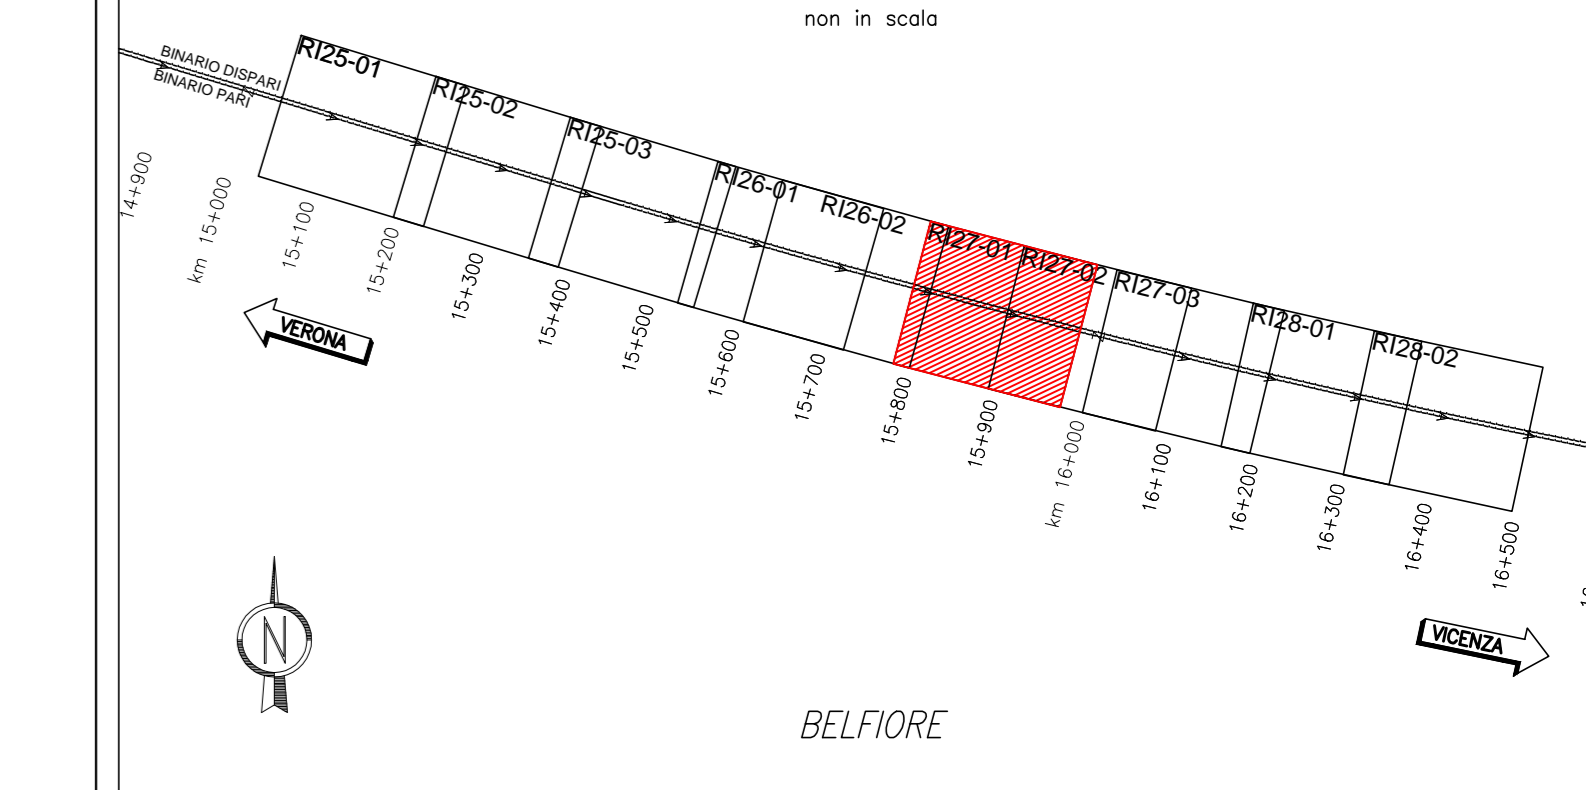 non in scala
BINARIO DISPARI
BINARIO PARI
RI25-01
RI25-02
RI25-03
RI26-01
RI26-02
RI27-01
RI27-02
RI27-03
RI28-01
RI28-02
14+900
km 15+000
15+100
15+200
15+300
15+400
15+500
15+600
15+700
15+800
15+900
km 16+000
16+100
16+200
16+300
16+400
16+500
VERONA
VICENZA
N
BELFIORE